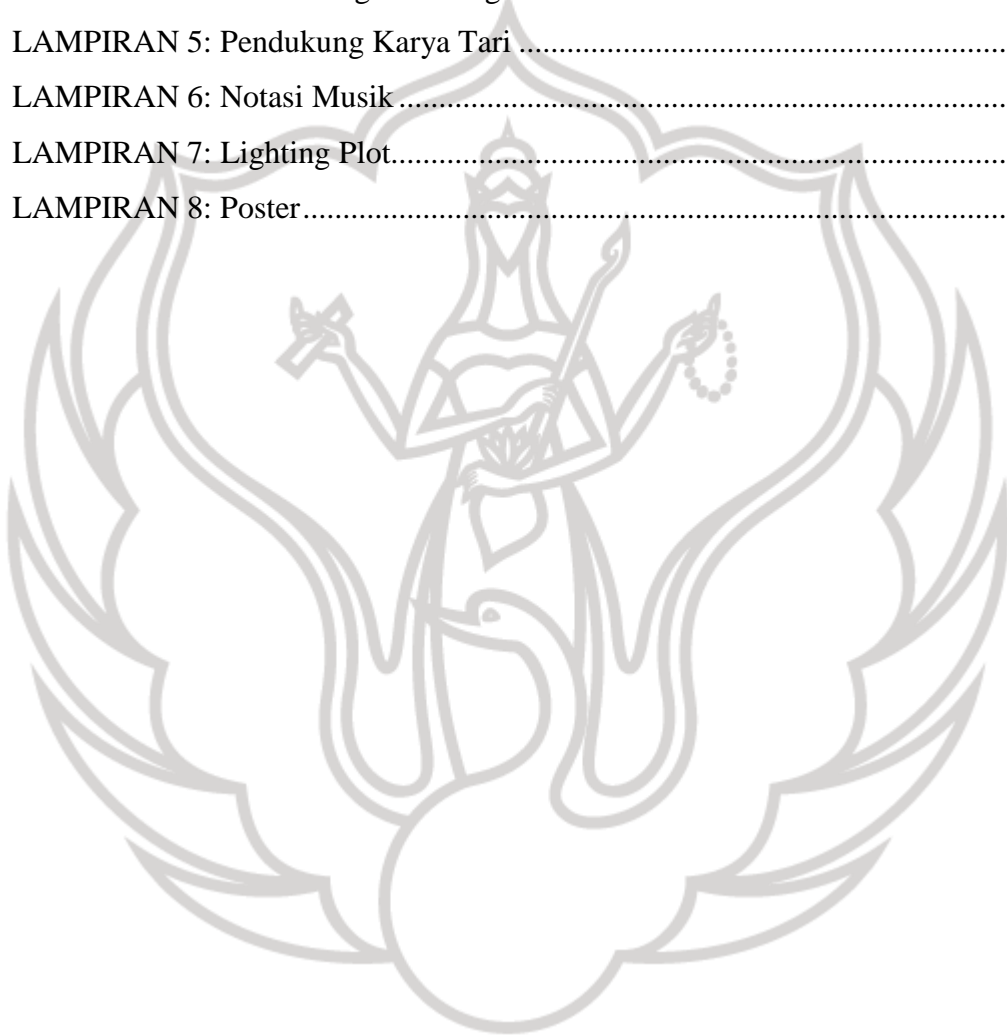 LAMPIRAN 5: Pendukung Karya Tari ........................................................................................
LAMPIRAN 6: Notasi Musik ..............................................................................................................
LAMPIRAN 7: Lighting Plot................................................................................................................
LAMPIRAN 8: Poster..............................................................................................................................